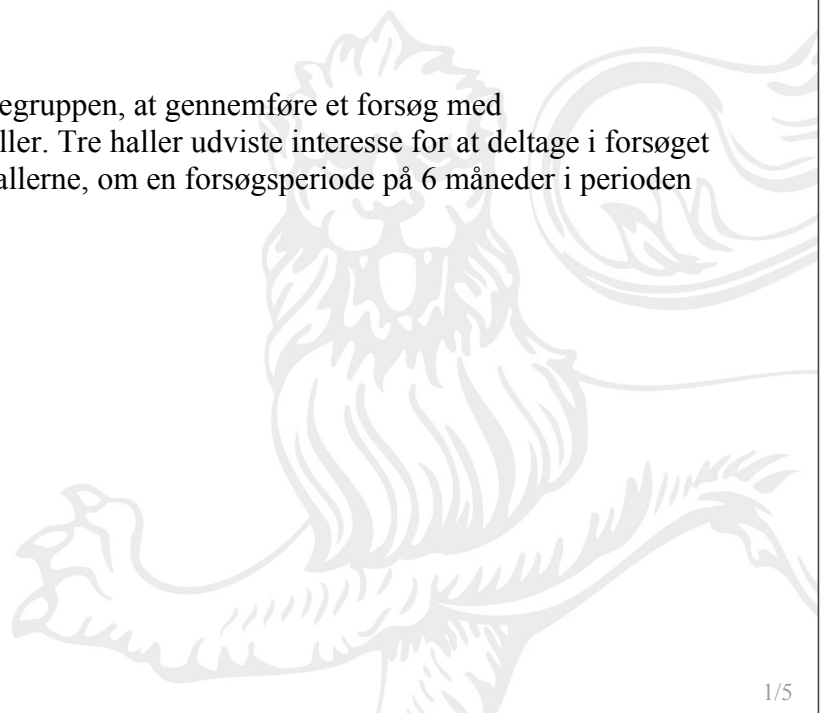 egruppen, at gennemføre et forsøg med
ller. Tre haller udviste interesse for at deltage i forsøget
allerne, om en forsøgsperiode på 6 måneder i perioden
1/5